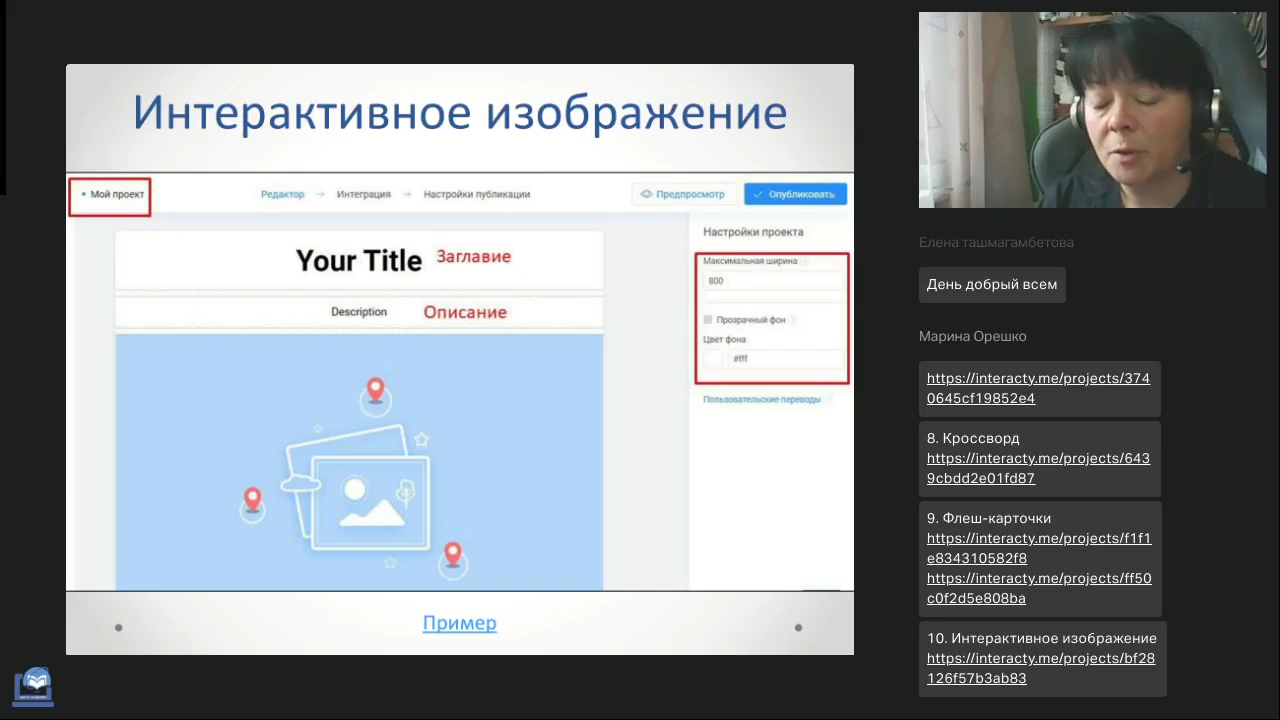 Интерактивное изображение
• Мой проект
Редактор → Интеграция → Настройки публикации
Предпросмотр
Опубликовать
Your Title Заглавие
Description Описание
Настройки проекта
Максимальная ширина ?
800
Прозрачный фон ?
Цвет фона
#fff
Пользовательские переводы ?
Пример
Елена ташмагамбетова
День добрый всем
Марина Орешко
https://interacty.me/projects/374
0645cf19852e4
8. Кроссворд
https://interacty.me/projects/643
9cbdd2e01fd87
9. Флеш-карточки
https://interacty.me/projects/f1f1
e834310582f8
https://interacty.me/projects/ff50
c0f2d5e808ba
10. Интерактивное изображение
https://interacty.me/projects/bf28
126f57b3ab83